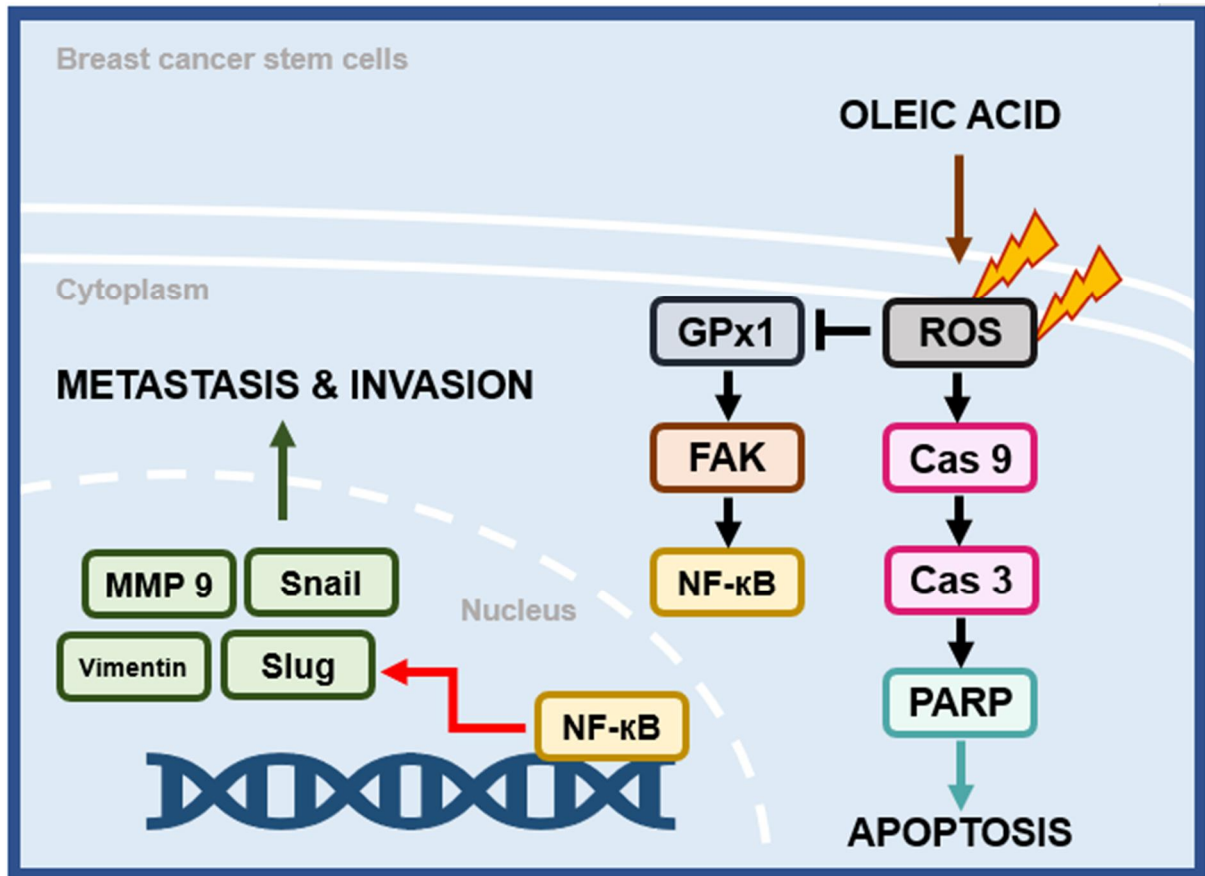 Breast cancer stem cells
OLEIC ACID
Cytoplasm
GPx1
ROS
METASTASIS & INVASION
FAK
Cas 9
MMP 9
Snail
NF-κB
Cas 3
Nucleus
Vimentin
Slug
PARP
NF-κB
APOPTOSIS